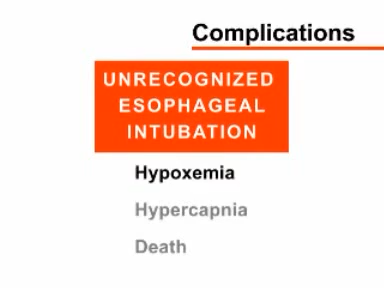 Complications
UNRECOGNIZED
ESOPHAGEAL
INTUBATION
Hypoxemia
Hypercapnia
Death